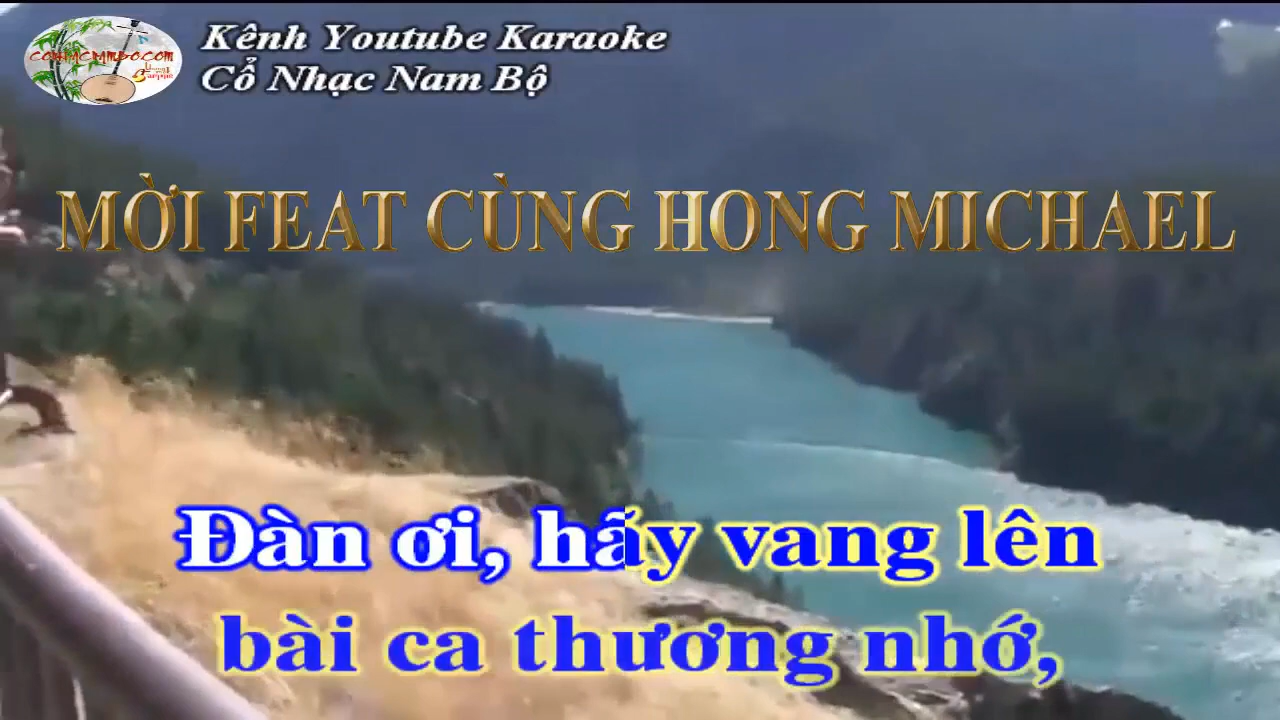 Kênh Youtube Karaoke
Cổ Nhạc Nam Bộ
MỜI FEAT CÙNG HONG MICHAEL
Đàn ơi, hãy vang lên
bài ca thương nhớ,